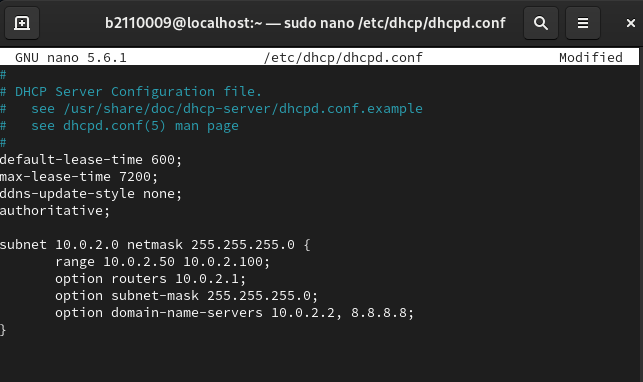 b2110009@localhost:~ — sudo nano /etc/dhcp/dhcpd.conf
GNU nano 5.6.1 /etc/dhcp/dhcpd.conf Modified
#
# DHCP Server Configuration file.
#   see /usr/share/doc/dhcp-server/dhcpd.conf.example
#   see dhcpd.conf(5) man page
#
default-lease-time 600;
max-lease-time 7200;
ddns-update-style none;
authoritative;

subnet 10.0.2.0 netmask 255.255.255.0 {
       range 10.0.2.50 10.0.2.100;
       option routers 10.0.2.1;
       option subnet-mask 255.255.255.0;
       option domain-name-servers 10.0.2.2, 8.8.8.8;
}